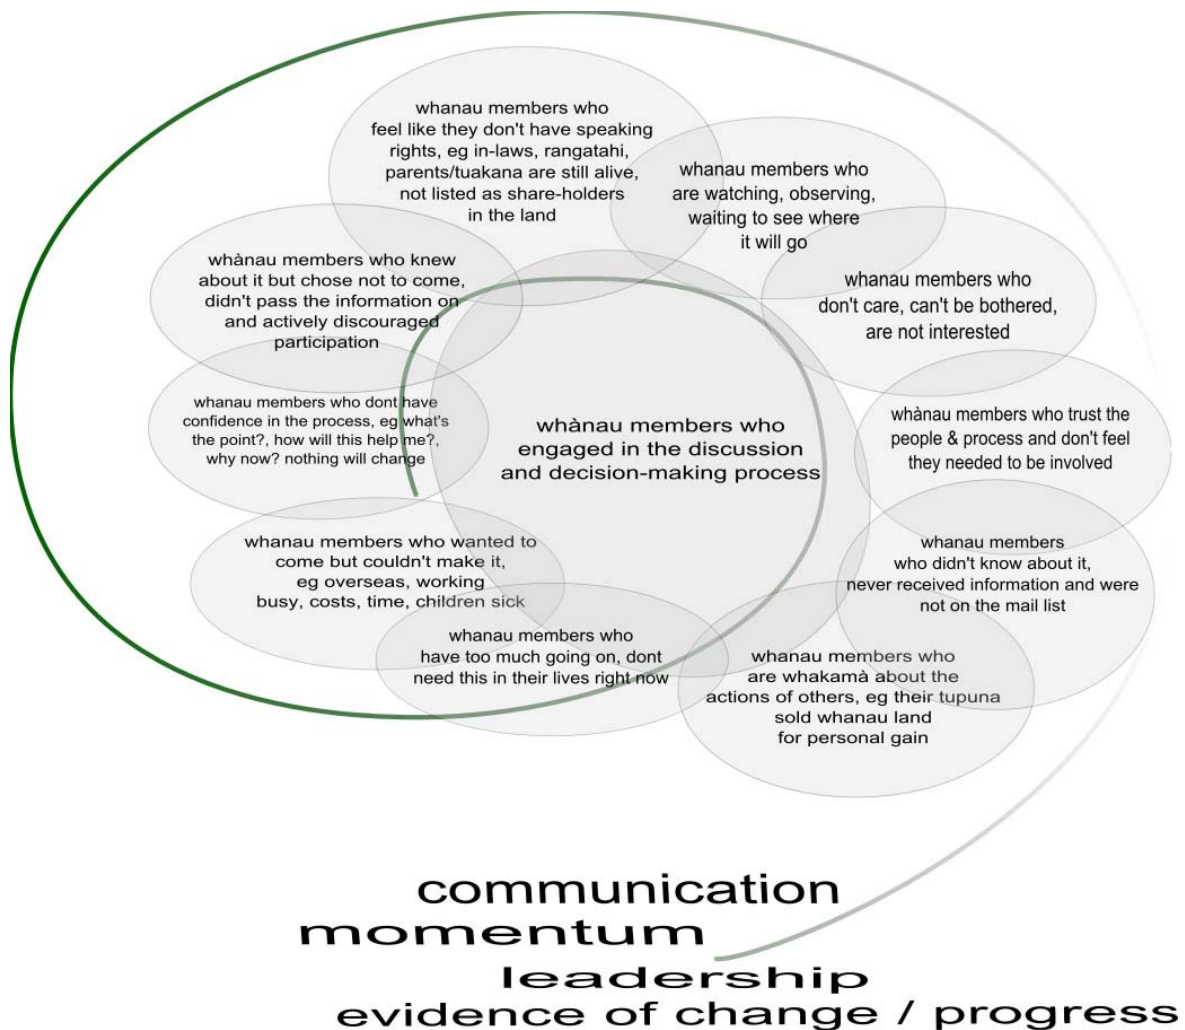 whanau members who
feel like they don't have speaking
rights, eg in-laws, rangatahi,
parents/tuakana are still alive,
not listed as share-holders
in the land
whanau members who
are watching, observing,
waiting to see where
it will go
whànau members who knew
about it but chose not to come,
didn't pass the information on
and actively discouraged
participation
whanau members who
don't care, can't be bothered,
are not interested
whanau members who dont have
confidence in the process, eg what's
the point?, how will this help me?,
why now? nothing will change
whànau members who
engaged in the discussion
and decision-making process
whànau members who trust the
people & process and don't feel
they needed to be involved
whanau members who wanted to
come but couldn't make it,
eg overseas, working
busy, costs, time, children sick
whanau members
who didn't know about it,
never received information and were
not on the mail list
whanau members who
have too much going on, dont
need this in their lives right now
whanau members who
are whakamà about the
actions of others, eg their tupuna
sold whanau land
for personal gain
communication
momentum
leadership
evidence of change / progress